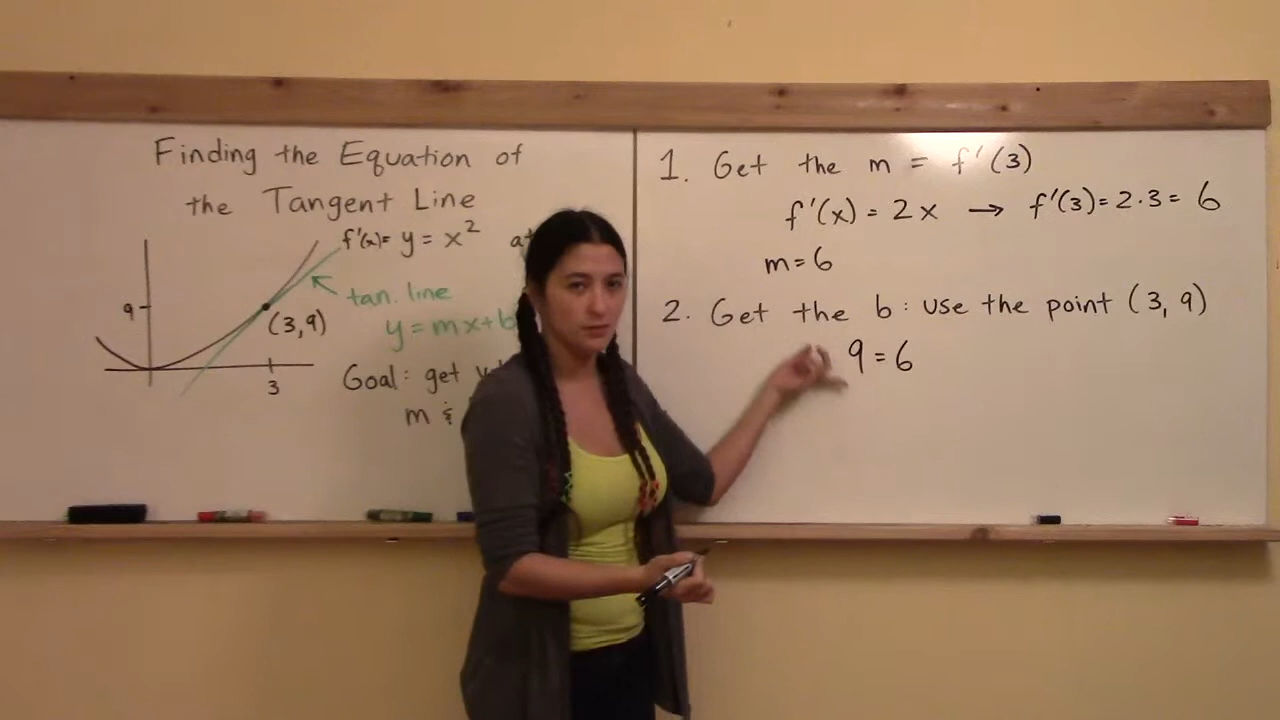 Finding the Equation of
the Tangent Line
f'(x)= y = x²
tan. line
y = mx+b
9
(3,9)
3
Goal: get
m &
1. Get the m = f'(3)
f'(x) = 2x → f'(3) = 2·3 = 6
m = 6
2. Get the b : use the point (3, 9)
9 = 6